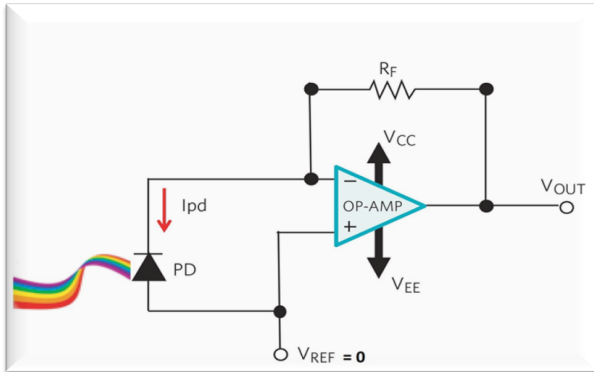 RF
VCC
VOUT
−
OP-AMP
+
Ipd
PD
VEE
VREF = 0